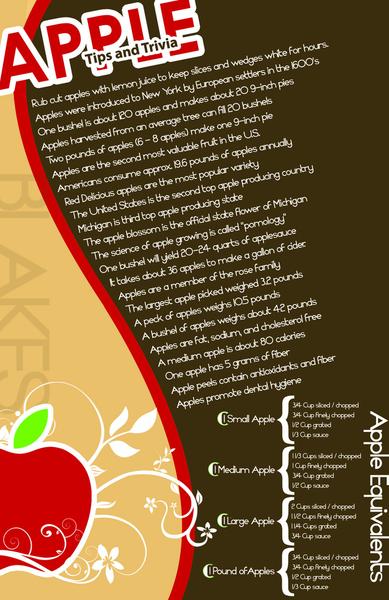 APPLE
Tips and Trivia
Rub cut apples with lemon juice to keep slices and wedges white for hours.
Apples were introduced to New York by European settlers in the 1600's
One bushel is about 120 apples and makes about 20 9-inch pies
Apples harvested from an average tree can fill 20 bushels
Two pounds of apples (6 - 8 apples) make one 9-inch pie
Apples are the second most valuable fruit in the U.S.
Americans consume approx. 19.6 pounds of apples annually
Red Delicious apples are the most popular variety
The United States is the second top apple producing country
Michigan is third top apple producing state
The apple blossom is the official state flower of Michigan
The science of apple growing is called "pomology"
One bushel will yield 20-24 quarts of applesauce
It takes about 36 apples to make a gallon of cider
Apples are a member of the rose family
The largest apple picked weighed 3.2 pounds
A peck of apples weighs 10.5 pounds
A bushel of apples weighs about 42 pounds
Apples are fat, sodium, and cholesterol free
A medium apple is about 80 calories
One apple has 5 grams of fiber
Apple peels contain antioxidants and fiber
Apples promote dental hygiene
BLAKES
Apple Equivalents
1 Small Apple
3/4 Cup sliced / chopped
3/4 Cup finely chopped
1/2 Cup grated
1/3 Cup sauce
1 Medium Apple
1 1/3 Cups sliced / chopped
1 Cup finely chopped
3/4 Cup grated
1/2 Cup sauce
1 Large Apple
2 Cups sliced / chopped
1 1/2 Cups finely chopped
1 1/4 Cups grated
3/4 Cup sauce
1 Pound of Apples
3/4 Cup sliced / chopped
3/4 Cup finely chopped
1/2 Cup grated
1/3 Cup sauce